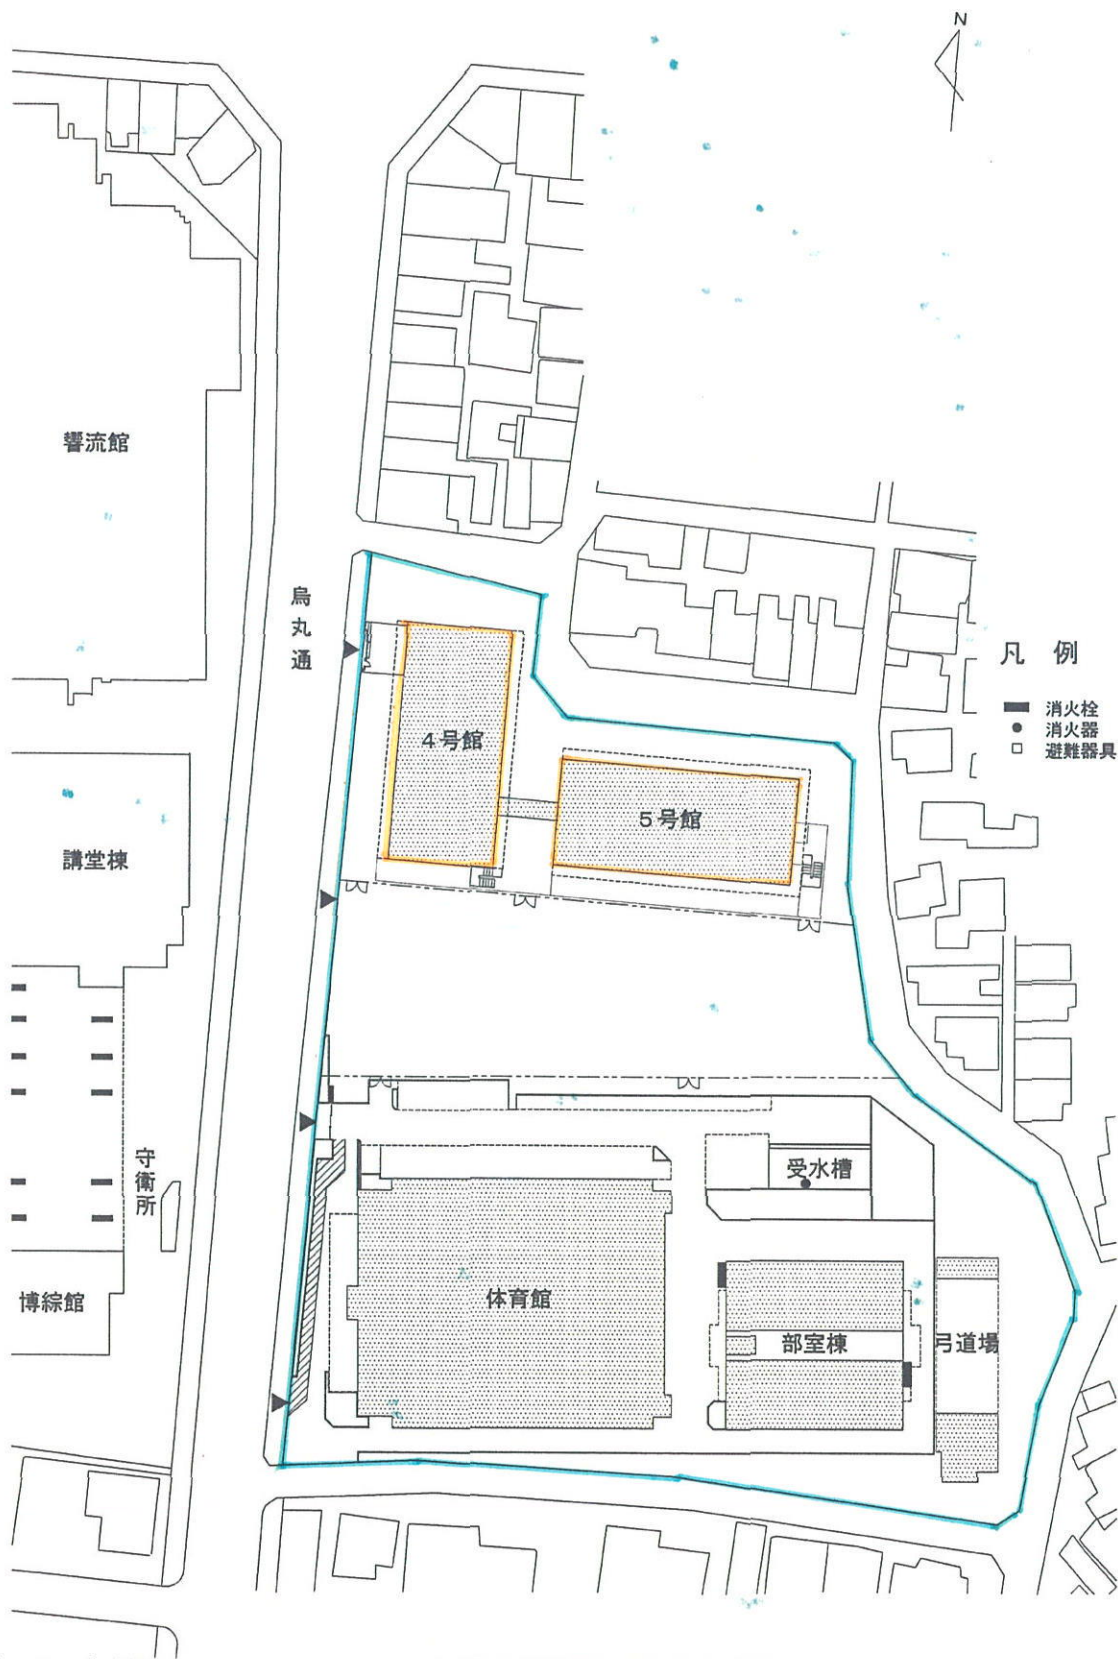 N
響流館
烏丸通
凡例
消火栓
消火器
避難器具
4号館
5号館
講堂棟
守衛所
受水槽
博綜館
体育館
部室棟
弓道場